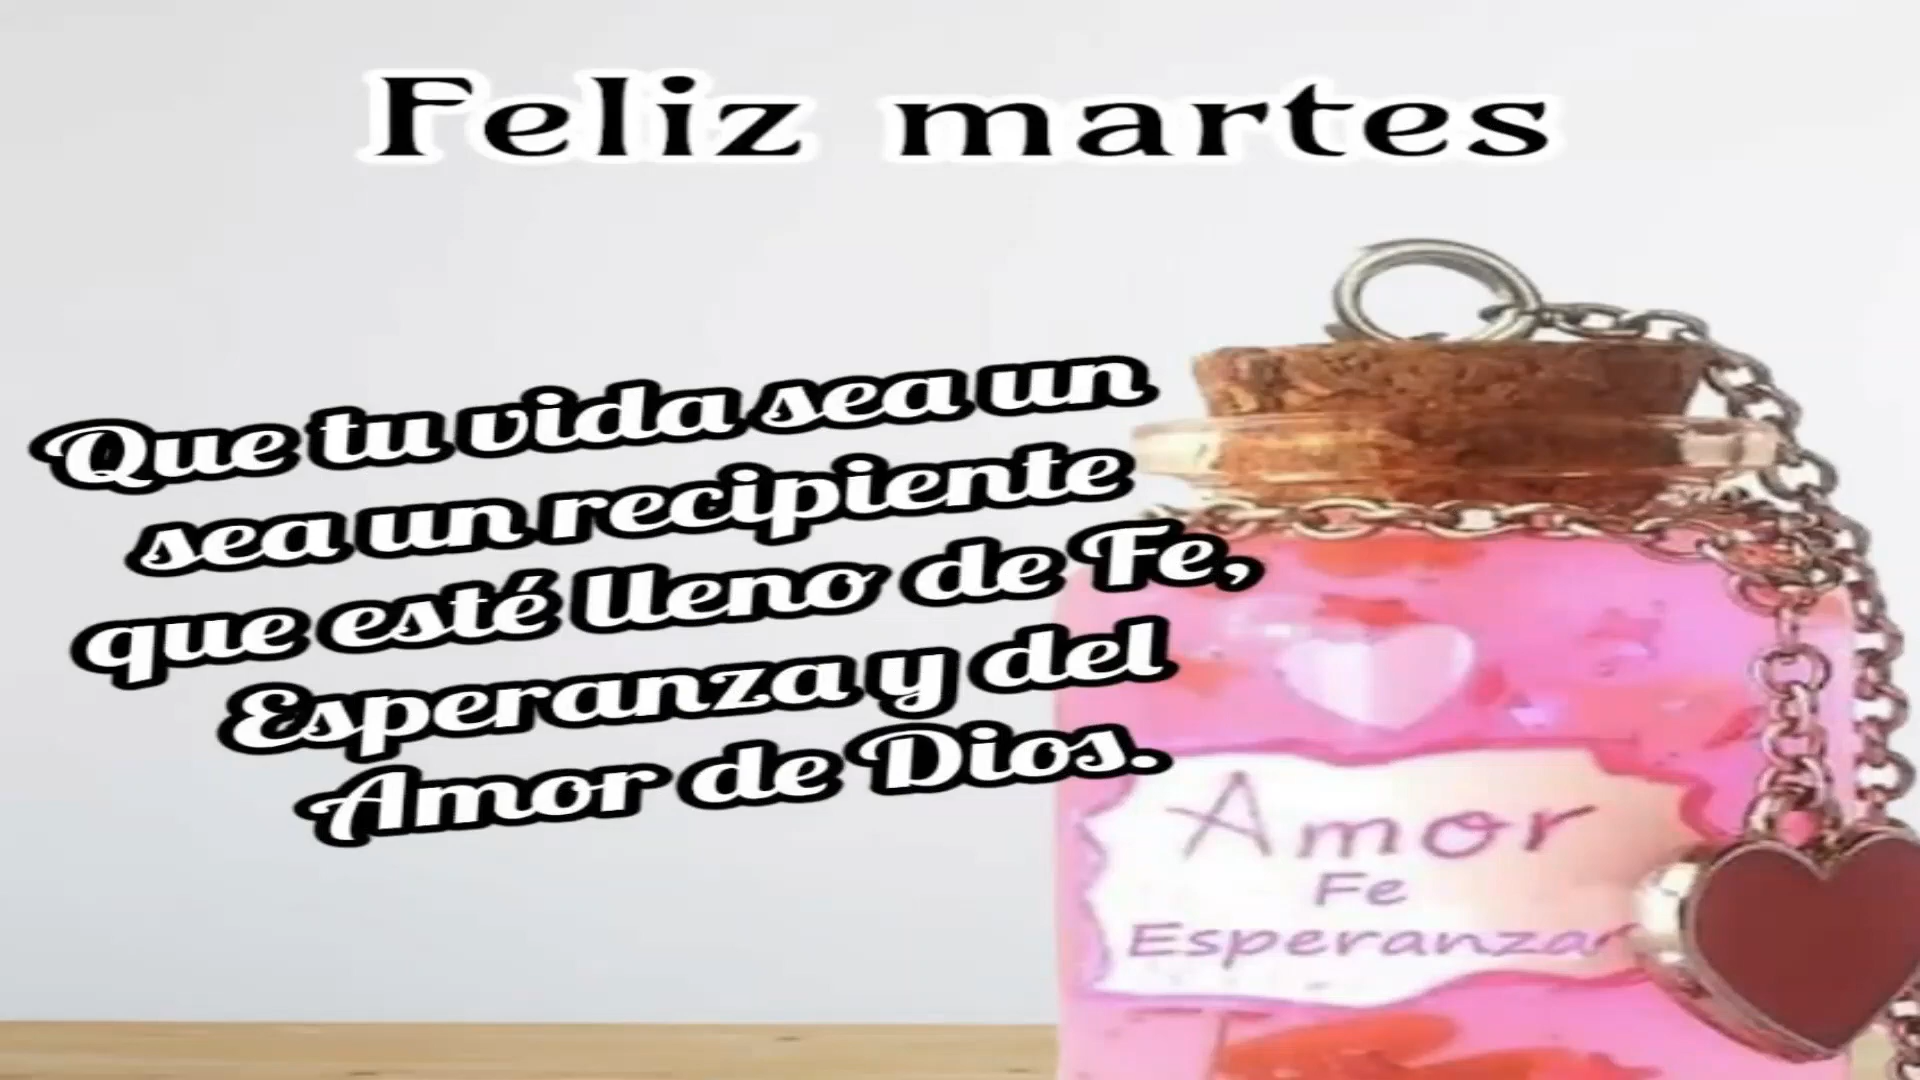 Feliz martes
Que tu vida sea un
sea un recipiente
que esté lleno de Fe,
Esperanza y del
Amor de Dios.
Amor
Fe
Esperanza